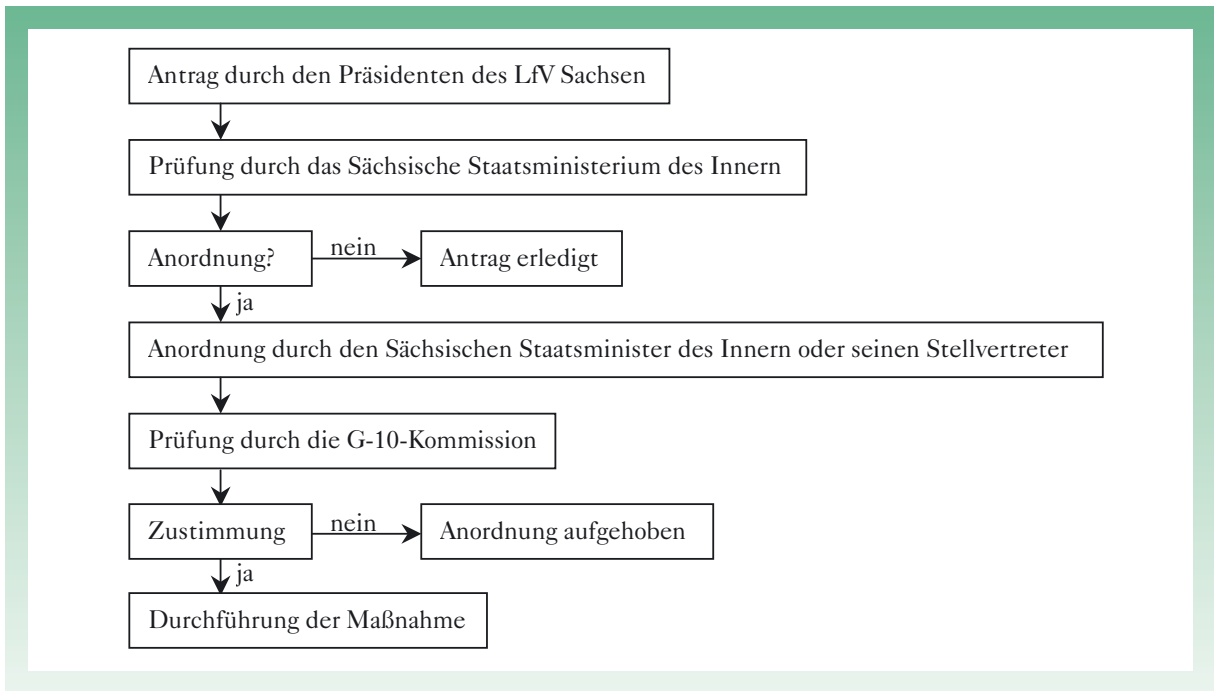 Antrag durch den Präsidenten des LfV Sachsen
Prüfung durch das Sächsische Staatsministerium des Innern
Anordnung?
nein
Antrag erledigt
ja
Anordnung durch den Sächsischen Staatsminister des Innern oder seinen Stellvertreter
Prüfung durch die G-10-Kommission
Zustimmung
nein
Anordnung aufgehoben
ja
Durchführung der Maßnahme